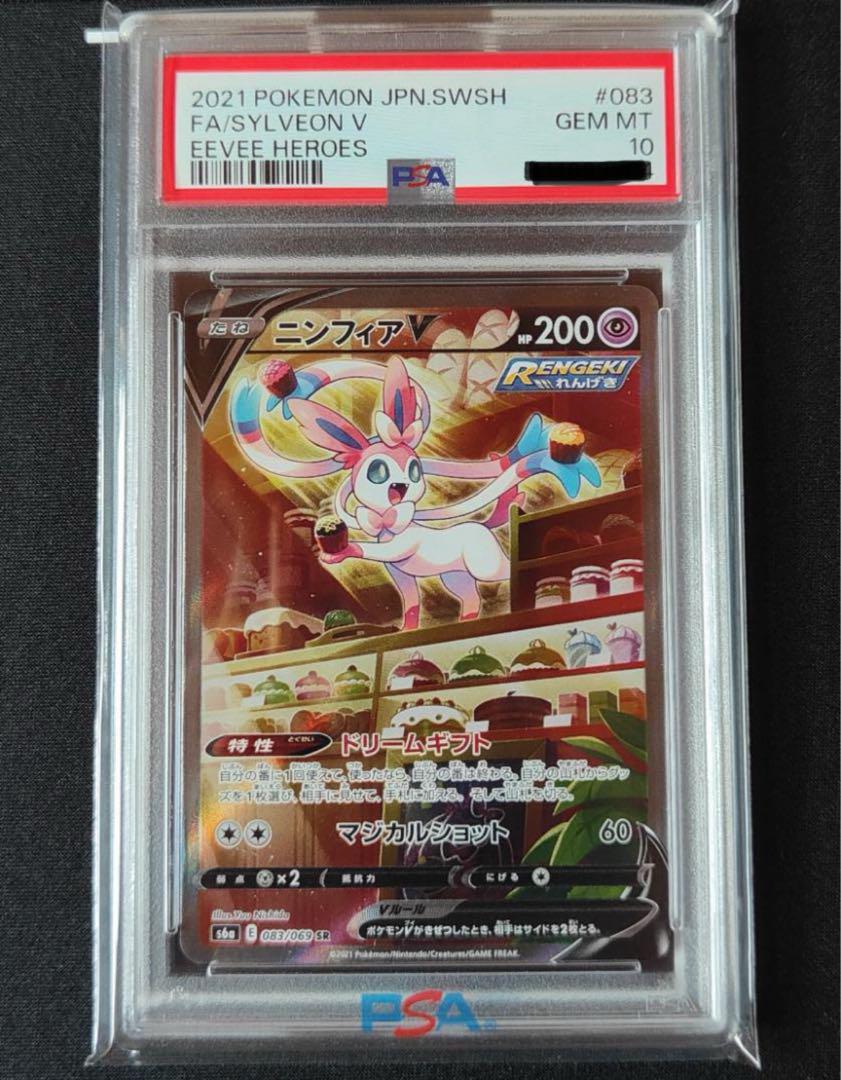 2021 POKEMON JPN.SWSH #083
FA/SYLVEON V GEM MT
EEVEE HEROES 10
PSA
たね ニンフィアV HP200
RENGEKI
れんげき
特性 とくせい ドリームギフト
自分の番に1回使えて、使ったなら、自分の番は終わる。自分の山札からグッ
ズを1枚選び、相手に見せて、手札に加える。そして山札を切る。
マジカルショット 60
弱点 ×2 抵抗力 にげる
Vルール
ポケモンVがきぜつしたとき、相手はサイドを2枚とる。
Illus. Yuu Nishida
s6a E 083/069 SR
©2021 Pokémon/Nintendo/Creatures/GAME FREAK.
PSA